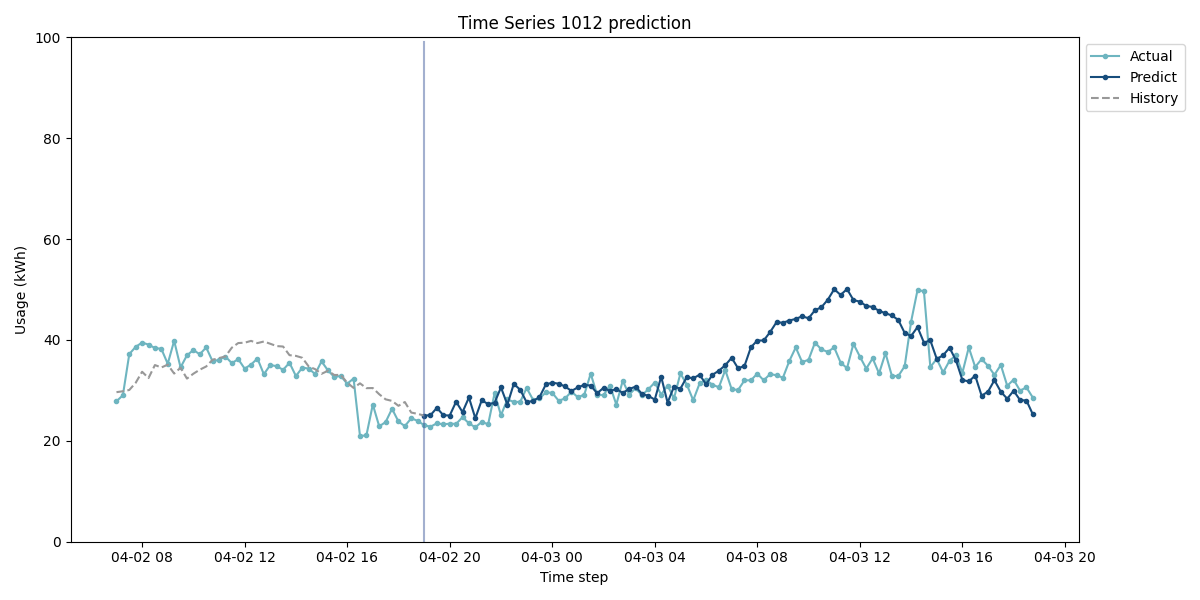 Time Series 1012 prediction
Usage (kWh)
100
80
60
40
20
0
04-02 08
04-02 12
04-02 16
04-02 20
04-03 00
04-03 04
04-03 08
04-03 12
04-03 16
04-03 20
Time step
Actual
Predict
History